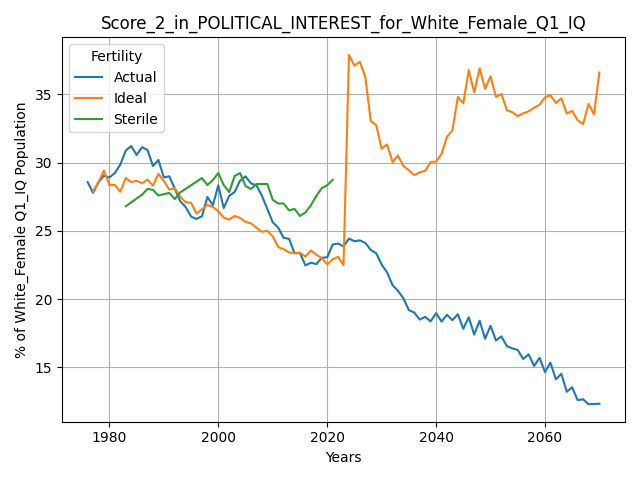 Score_2_in_POLITICAL_INTEREST_for_White_Female_Q1_IQ
Fertility
Actual
Ideal
Sterile
% of White_Female Q1_IQ Population
35
30
25
20
15
1980
2000
2020
2040
2060
Years